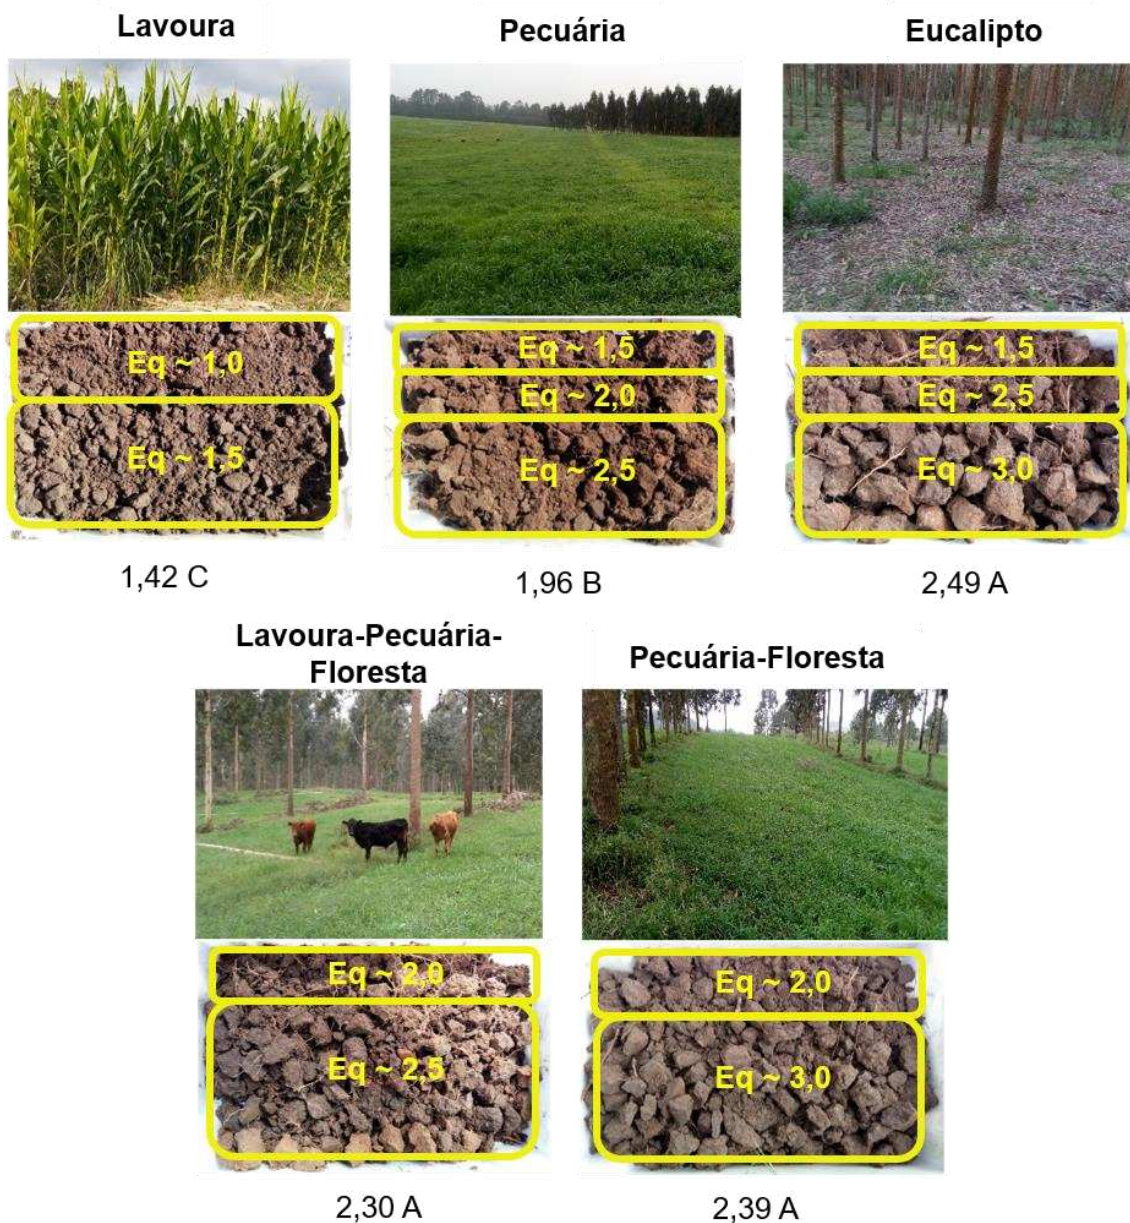 Lavoura
Pecuária
Eucalipto
Eq ~ 1,0
Eq ~ 1,5
Eq ~ 1,5
Eq ~ 2,0
Eq ~ 2,5
Eq ~ 1,5
Eq ~ 2,5
Eq ~ 3,0
1,42 C
1,96 B
2,49 A
Lavoura-Pecuária-
Floresta
Pecuária-Floresta
Eq ~ 2,0
Eq ~ 2,5
Eq ~ 2,0
Eq ~ 3,0
2,30 A
2,39 A